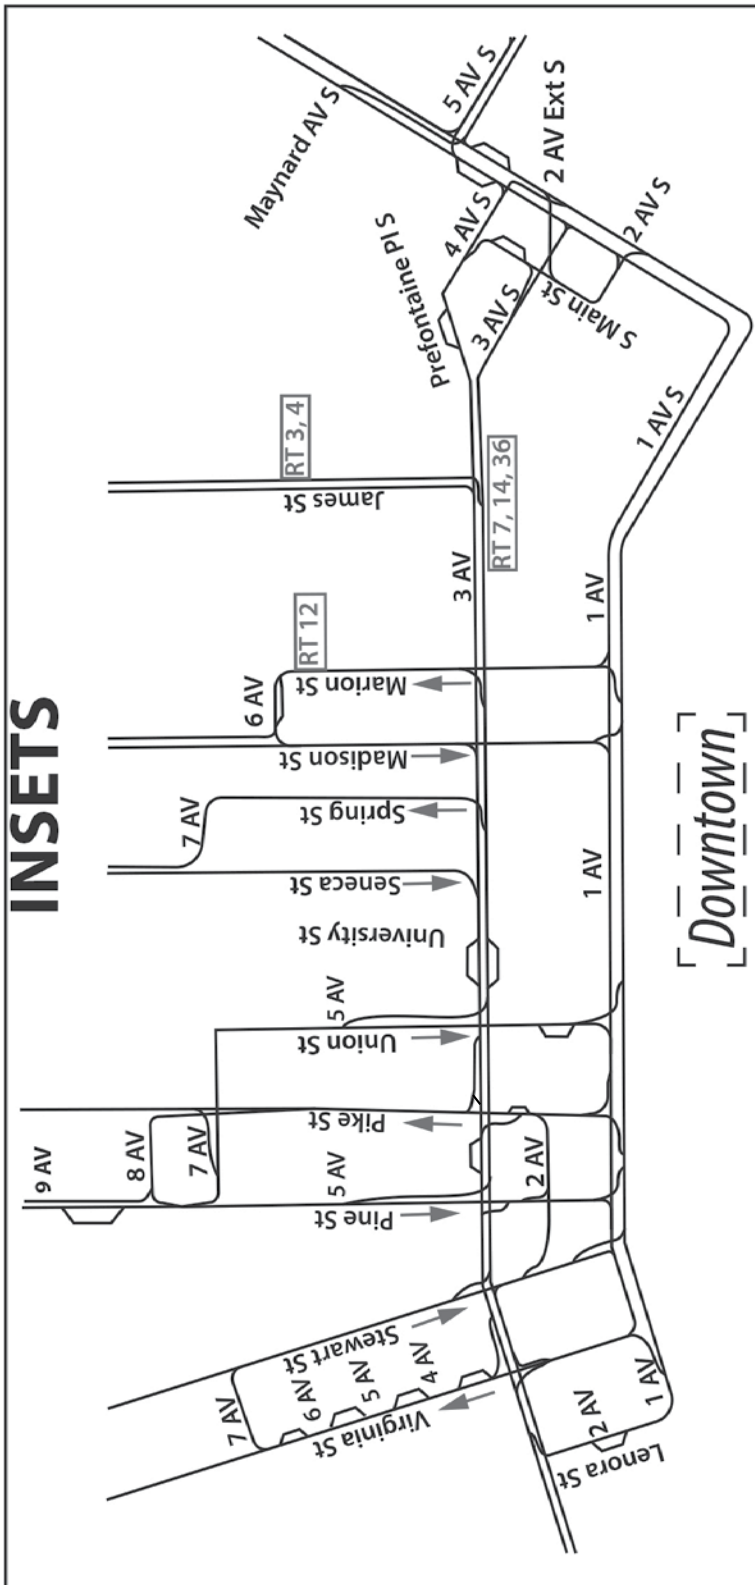 INSETS
Maynard AV S
5 AV S
2 AV Ext S
4 AV S
2 AV S
Prefontaine Pl S
3 AV S
S Main St
1 AV S
RT 3, 4
James St
RT 7, 14, 36
3 AV
1 AV
RT 12
6 AV
Marion St
Madison St
7 AV
Spring St
Seneca St
1 AV
University St
5 AV
Union St
Pike St
9 AV
8 AV
7 AV
5 AV
2 AV
Pine St
Stewart St
7 AV
6 AV
5 AV
4 AV
Virginia St
2 AV
1 AV
Lenora St
Downtown